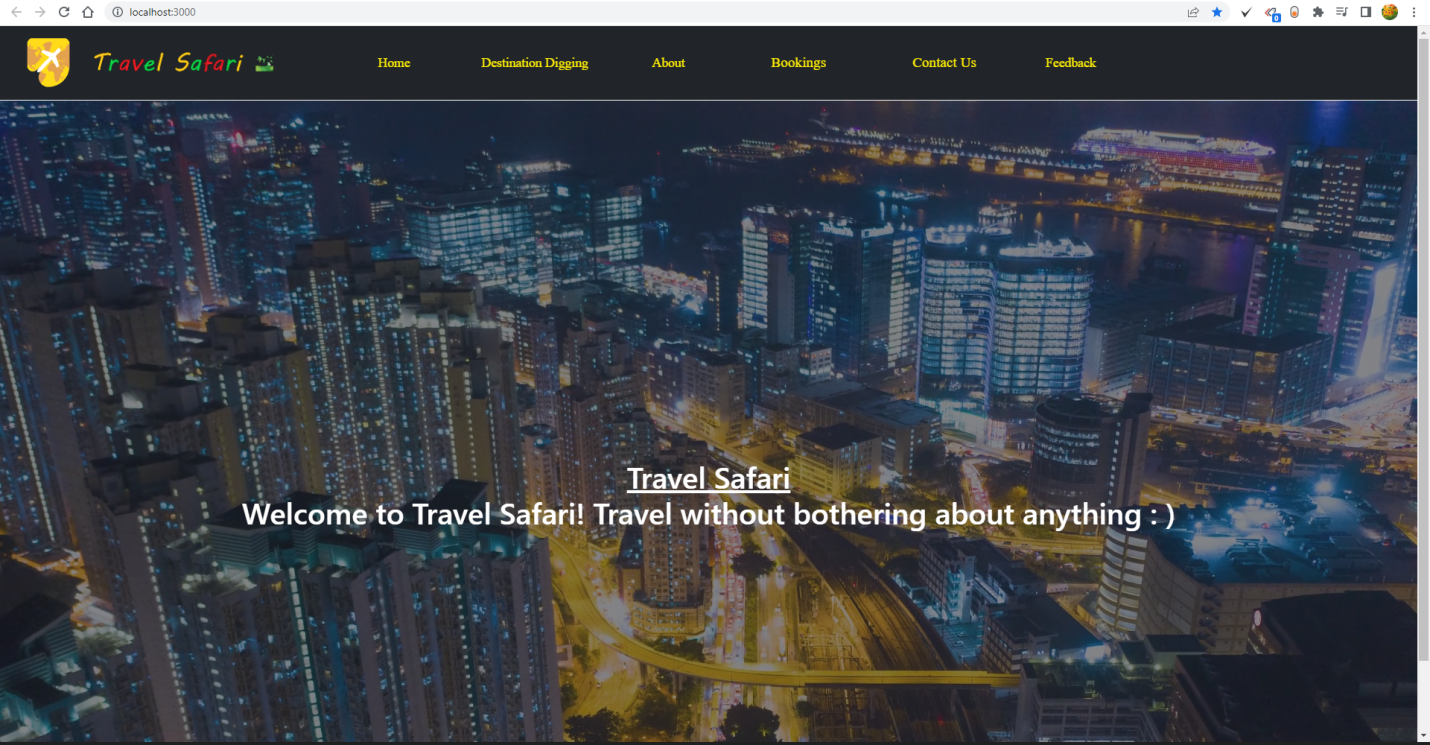 localhost:3000
Travel Safari
Home
Destination Digging
About
Bookings
Contact Us
Feedback
Travel Safari
Welcome to Travel Safari! Travel without bothering about anything : )